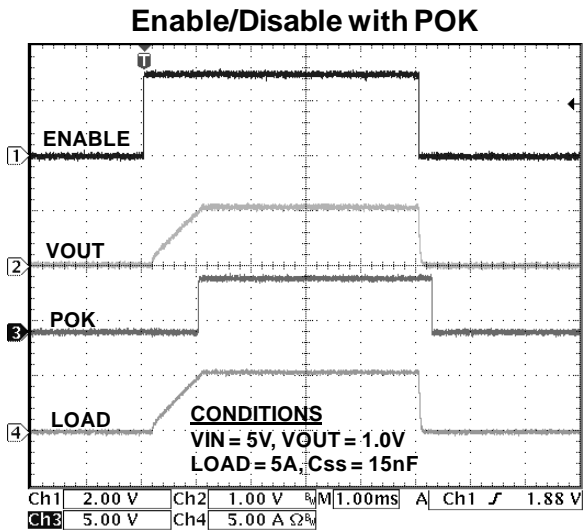 Enable/Disable with POK
T
ENABLE
1
VOUT
2
POK
3
LOAD
4
CONDITIONS
VIN = 5V, VOUT = 1.0V
LOAD = 5A, Css = 15nF
Ch1 2.00 V Ch2 1.00 V BW M 1.00ms A Ch1 1.88 V
Ch3 5.00 V Ch4 5.00 A Ω BW